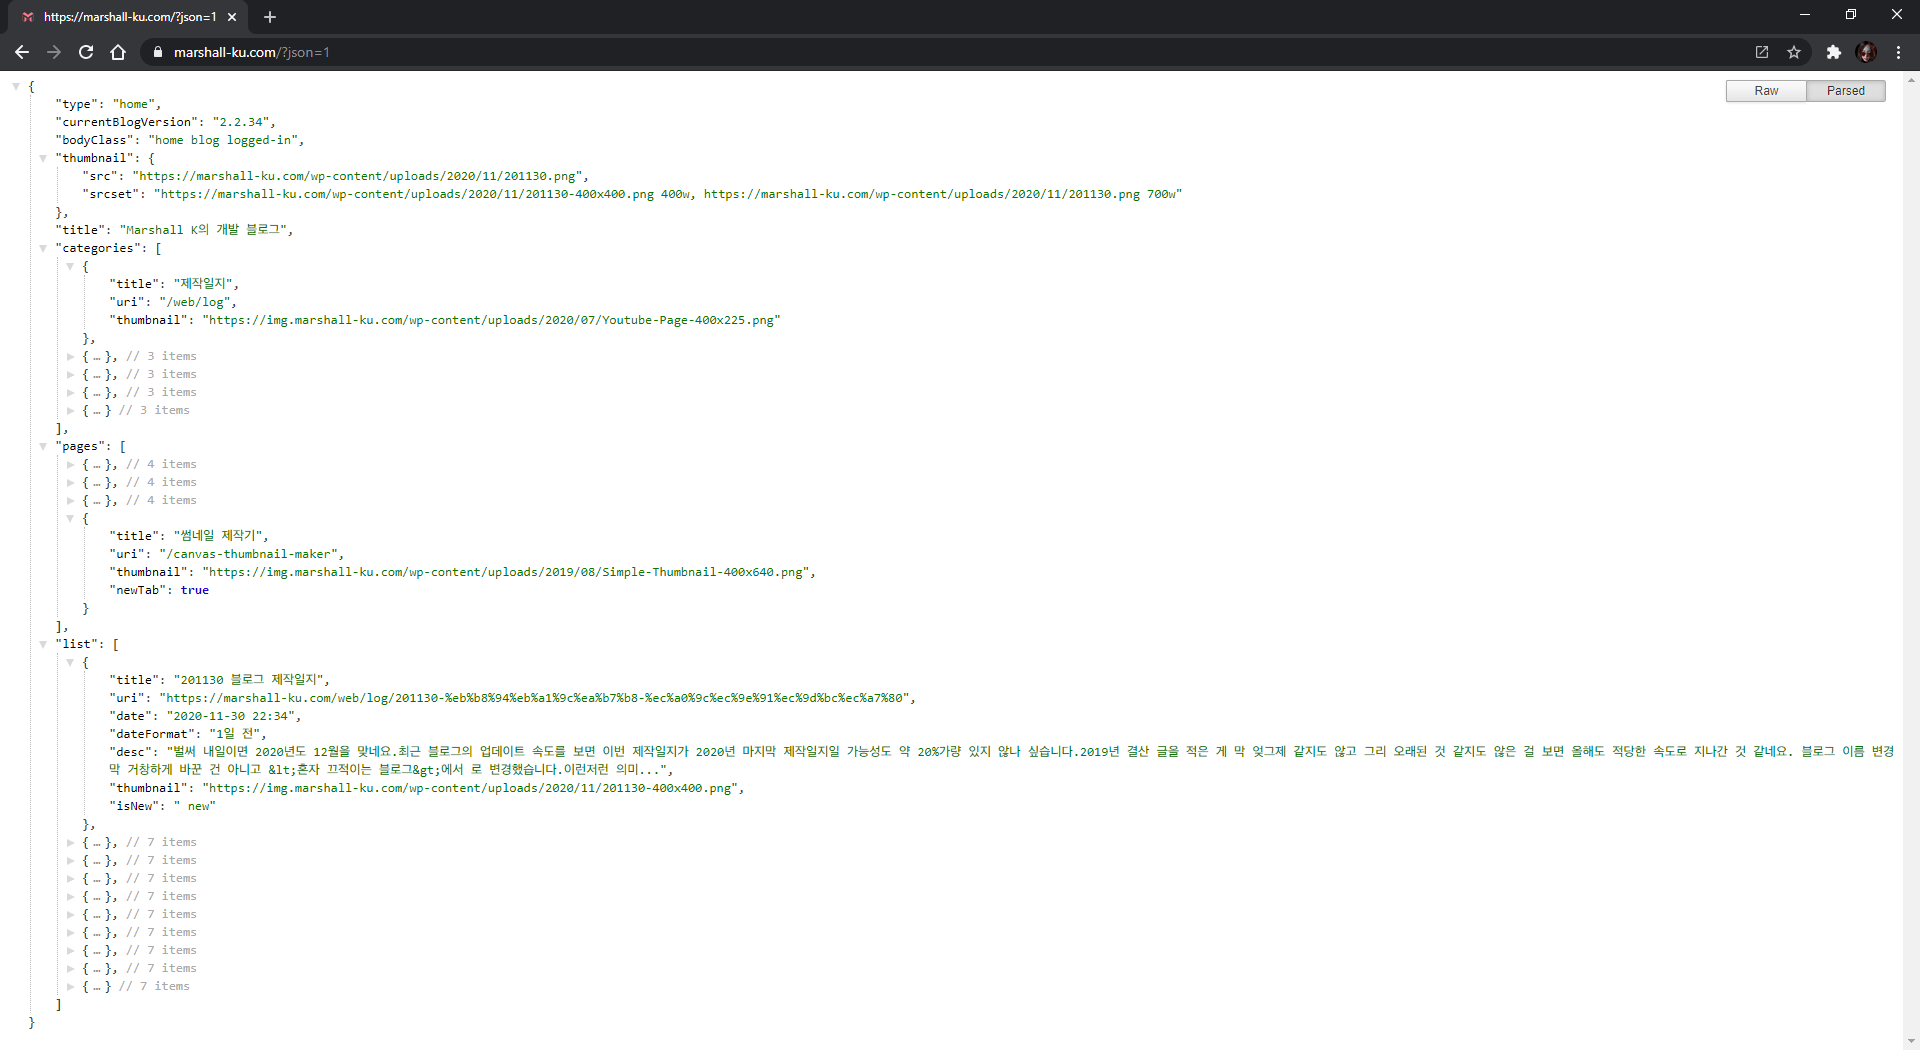 https://marshall-ku.com/?json=1
marshall-ku.com/?json=1
Raw Parsed
{
"type": "home",
"currentBlogVersion": "2.2.34",
"bodyClass": "home blog logged-in",
"thumbnail": {
"src": "https://marshall-ku.com/wp-content/uploads/2020/11/201130.png",
"srcset": "https://marshall-ku.com/wp-content/uploads/2020/11/201130-400x400.png 400w, https://marshall-ku.com/wp-content/uploads/2020/11/201130.png 700w"
},
"title": "Marshall K의 개발 블로그",
"categories": [
{
"title": "제작일지",
"uri": "/web/log",
"thumbnail": "https://img.marshall-ku.com/wp-content/uploads/2020/07/Youtube-Page-400x225.png"
},
{ … }, // 3 items
{ … }, // 3 items
{ … }, // 3 items
{ … } // 3 items
],
"pages": [
{ … }, // 4 items
{ … }, // 4 items
{ … }, // 4 items
{
"title": "썸네일 제작기",
"uri": "/canvas-thumbnail-maker",
"thumbnail": "https://img.marshall-ku.com/wp-content/uploads/2019/08/Simple-Thumbnail-400x640.png",
"newTab": true
}
],
"list": [
{
"title": "201130 블로그 제작일지",
"uri": "https://marshall-ku.com/web/log/201130-%eb%b8%94%eb%a1%9c%ea%b7%b8-%ec%a0%9c%ec%9e%91%ec%9d%bc%ec%a7%80",
"date": "2020-11-30 22:34",
"dateFormat": "1일 전",
"desc": "벌써 내일이면 2020년도 12월을 맞네요.최근 블로그의 업데이트 속도를 보면 이번 제작일지가 2020년 마지막 제작일지일 가능성도 약 20%가량 있지 않나 싶습니다.2019년 결산 글을 적은 게 막 엊그제 같지도 않고 그리 오래된 것 같지도 않은 걸 보면 올해도 적당한 속도로 지나간 것 같네요. 블로그 이름 변경
막 거창하게 바꾼 건 아니고 &lt;혼자 끄적이는 블로그&gt;에서 로 변경했습니다.이런저런 의미...",
"thumbnail": "https://img.marshall-ku.com/wp-content/uploads/2020/11/201130-400x400.png",
"isNew": " new"
},
{ … }, // 7 items
{ … }, // 7 items
{ … }, // 7 items
{ … }, // 7 items
{ … }, // 7 items
{ … }, // 7 items
{ … }, // 7 items
{ … }, // 7 items
{ … } // 7 items
]
}